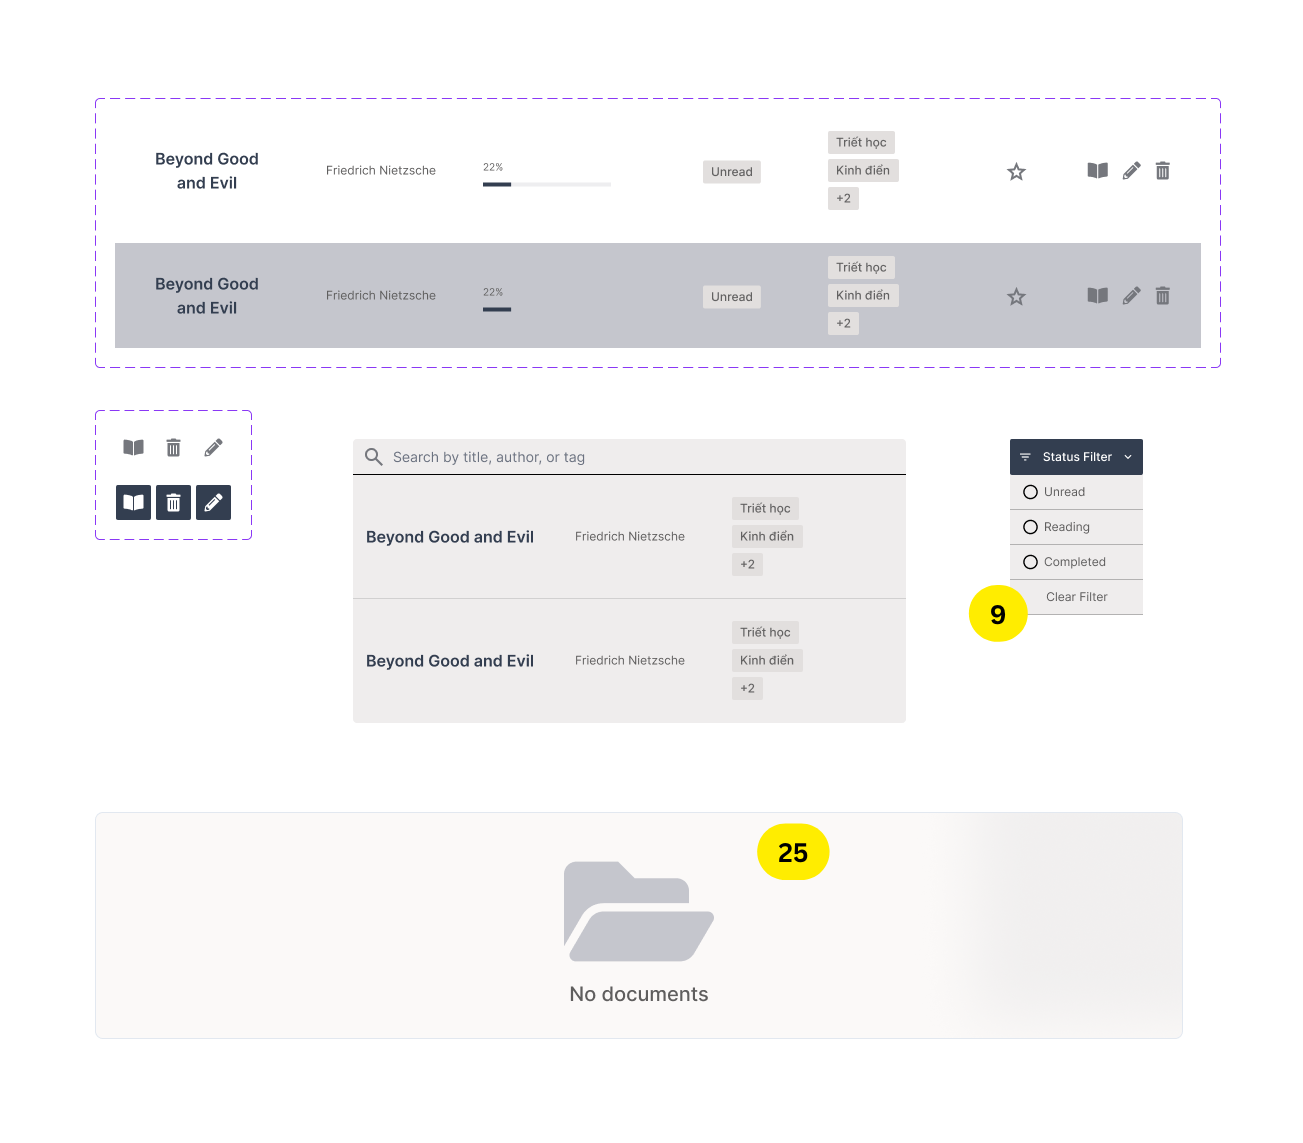 Beyond Good
and Evil
Friedrich Nietzsche
22%
Unread
Triết học
Kinh điển
+2
Beyond Good
and Evil
Friedrich Nietzsche
22%
Unread
Triết học
Kinh điển
+2
Search by title, author, or tag
Beyond Good and Evil
Friedrich Nietzsche
Triết học
Kinh điển
+2
Beyond Good and Evil
Friedrich Nietzsche
Triết học
Kinh điển
+2
Status Filter
Unread
Reading
Completed
Clear Filter
9
25
No documents